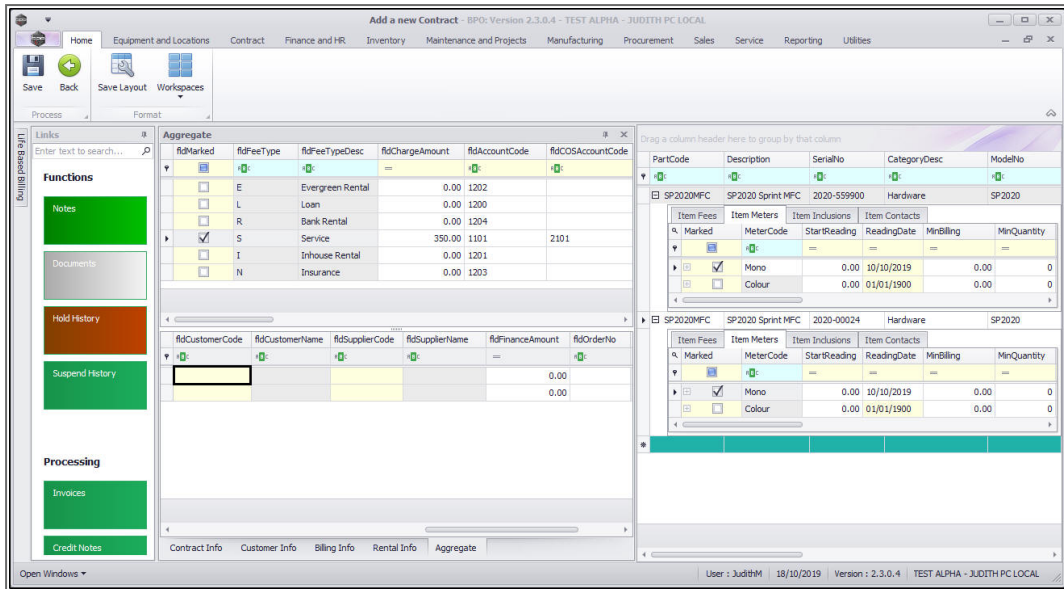 Add a new Contract - BPO: Version 2.3.0.4 - TEST ALPHA - JUDITH PC LOCAL
Home Equipment and Locations Contract Finance and HR Inventory Maintenance and Projects Manufacturing Procurement Sales Service Reporting Utilities
Save Back Save Layout Workspaces
Process Format
Life Based Billing
Links
Enter text to search...
Functions
Notes
Documents
Hold History
Suspend History
Processing
Invoices
Credit Notes
Aggregate
fldMarked fldFeeType fldFeeTypeDesc fldChargeAmount fldAccountCode fldCOSAccountCode
E Evergreen Rental 0.00 1202
L Loan 0.00 1200
R Bank Rental 0.00 1204
S Service 350.00 1101 2101
I Inhouse Rental 0.00 1201
N Insurance 0.00 1203
fldCustomerCode fldCustomerName fldSupplierCode fldSupplierName fldFinanceAmount fldOrderNo
0.00
0.00
Contract Info Customer Info Billing Info Rental Info Aggregate
Drag a column header here to group by that column
PartCode Description SerialNo CategoryDesc ModelNo
SP2020MFC SP2020 Sprint MFC 2020-559900 Hardware SP2020
Item Fees Item Meters Item Inclusions Item Contacts
Marked MeterCode StartReading ReadingDate MinBilling MinQuantity
Mono 0.00 10/10/2019 0.00 0
Colour 0.00 01/01/1900 0.00 0
SP2020MFC SP2020 Sprint MFC 2020-00024 Hardware SP2020
Item Fees Item Meters Item Inclusions Item Contacts
Marked MeterCode StartReading ReadingDate MinBilling MinQuantity
Mono 0.00 10/10/2019 0.00 0
Colour 0.00 01/01/1900 0.00 0
Open Windows User : JudithM 18/10/2019 Version : 2.3.0.4 TEST ALPHA - JUDITH PC LOCAL